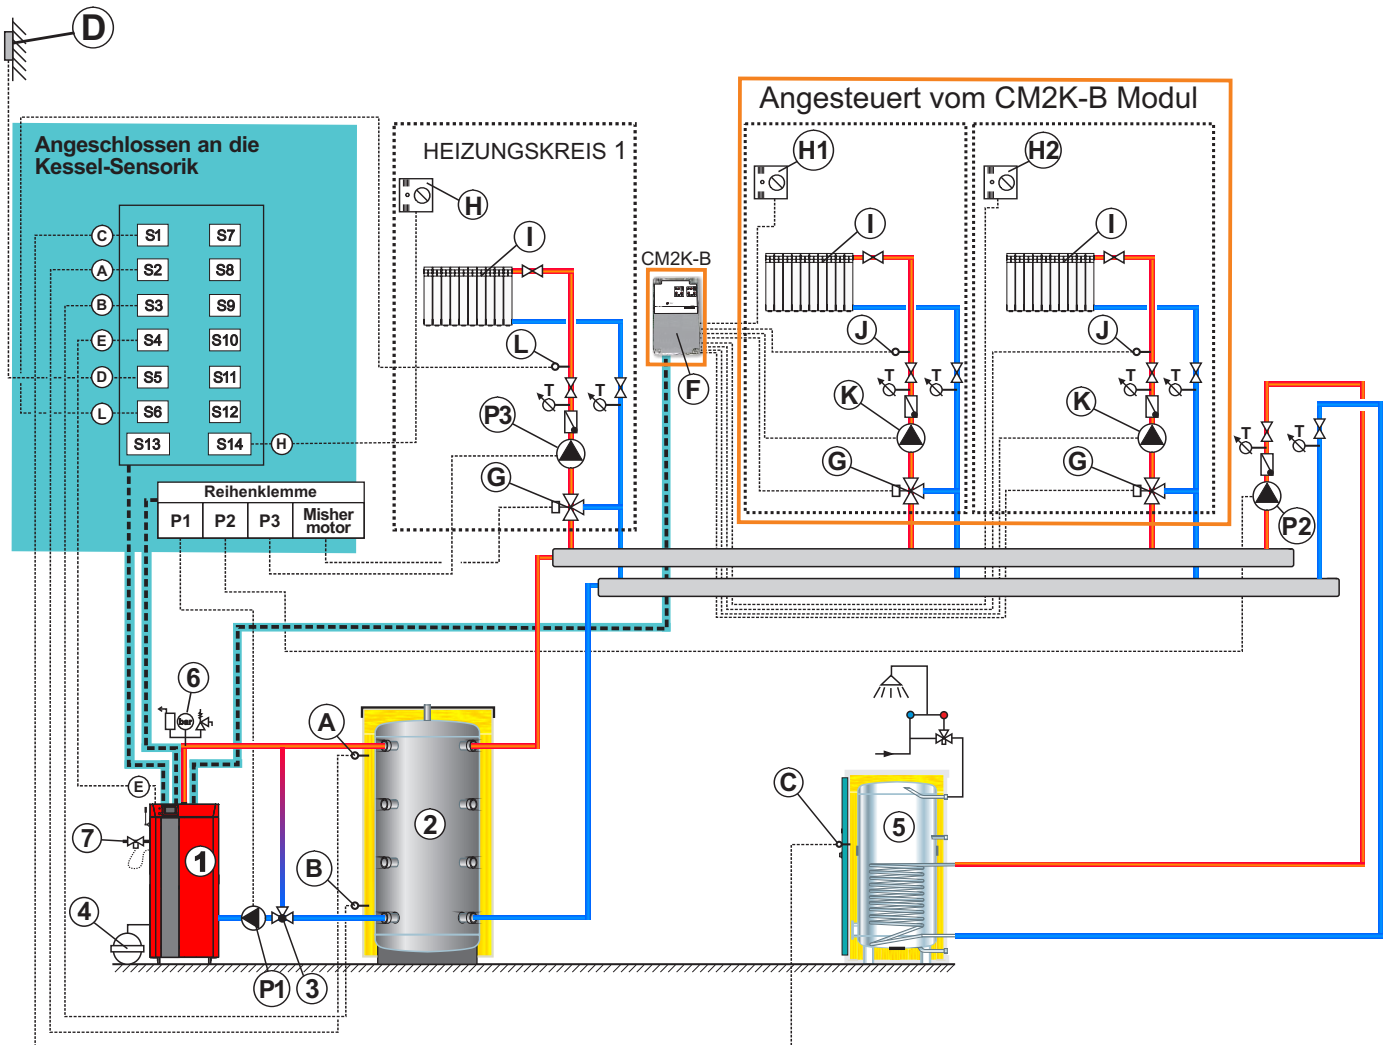 D
Angesteuert vom CM2K-B Modul
Angeschlossen an die
Kessel-Sensorik
HEIZUNGSKREIS 1
H
H1
H2
C
S1
S7
I
I
I
A
S2
S8
CM2K-B
B
S3
S9
E
S4
S10
L
J
J
D
S5
S11
F
T
T
T
T
T
T
L
S6
S12
P3
K
K
S13
S14
H
T
T
G
G
G
Reihenklemme
P1
P2
P3
Misher
motor
P2
6
bar
A
E
C
7
1
2
5
B
4
P1
3